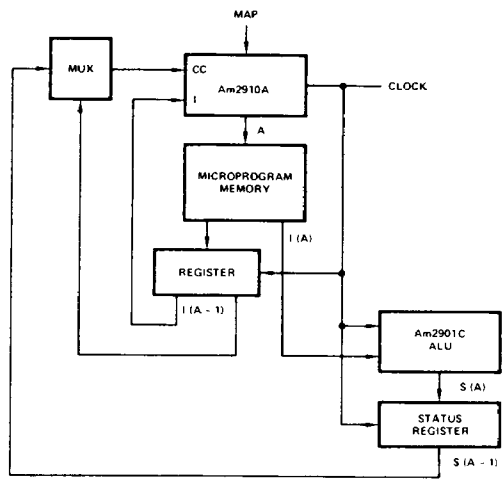 MAP
MUX
CC
Am2910A
I
CLOCK
A
MICROPROGRAM
MEMORY
I (A)
REGISTER
I (A - 1)
Am2901C
ALU
S (A)
STATUS
REGISTER
S (A - 1)